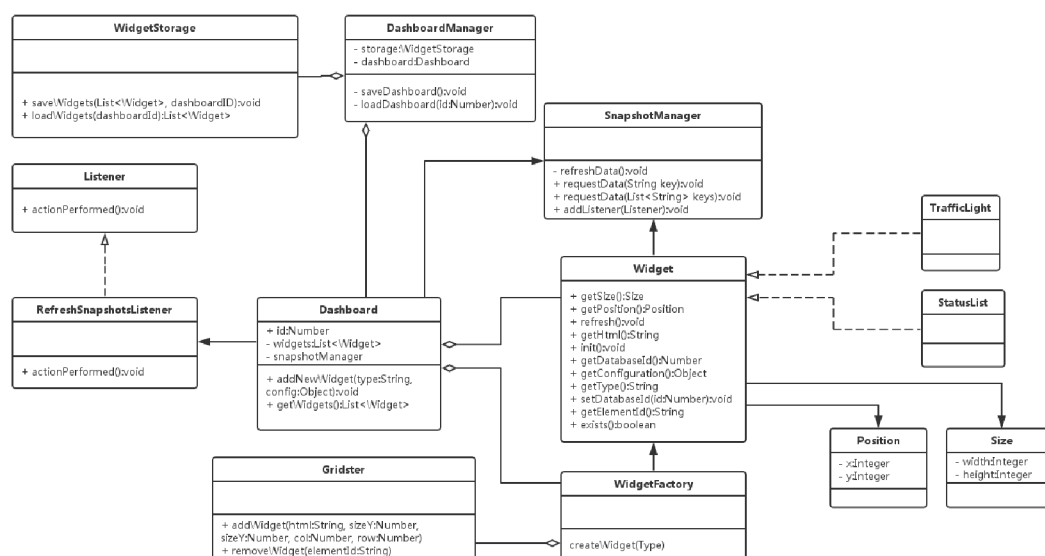 WidgetStorage
+ saveWidgets(List<Widget>, dashboardID):void
+ loadWidgets(dashboardId):List<Widget>
DashboardManager
- storage:WidgetStorage
- dashboard:Dashboard
- saveDashboard():void
- loadDashboard(id:Number):void
SnapshotManager
- refreshData():void
+ requestData(String key):void
+ requestData(List<String> keys):void
+ addListener(Listener):void
Listener
+ actionPerformed():void
TrafficLight
StatusList
RefreshSnapshotsListener
+ actionPerformed():void
Dashboard
+ id:Number
- widgets:List<Widget>
- snapshotManager
+ addNewWidget(type:String,
config:Object):void
+ getWidgets():List<Widget>
Widget
+ getSize():Size
+ getPosition():Position
+ refresh():void
+ getHtml():String
+ init():void
+ getDatabaseId():Number
+ getConfiguration():Object
+ getType():String
+ setDatabaseId(id:Number):void
+ getElementId():String
+ exists():boolean
Position
- x:Integer
- y:Integer
Size
- width:Integer
- height:Integer
Gridster
+ addWidget(html:String, sizeY:Number,
sizeY:Number, col:Number, row:Number)
+ removeWidget(elementId:String)
WidgetFactory
createWidget(Type)